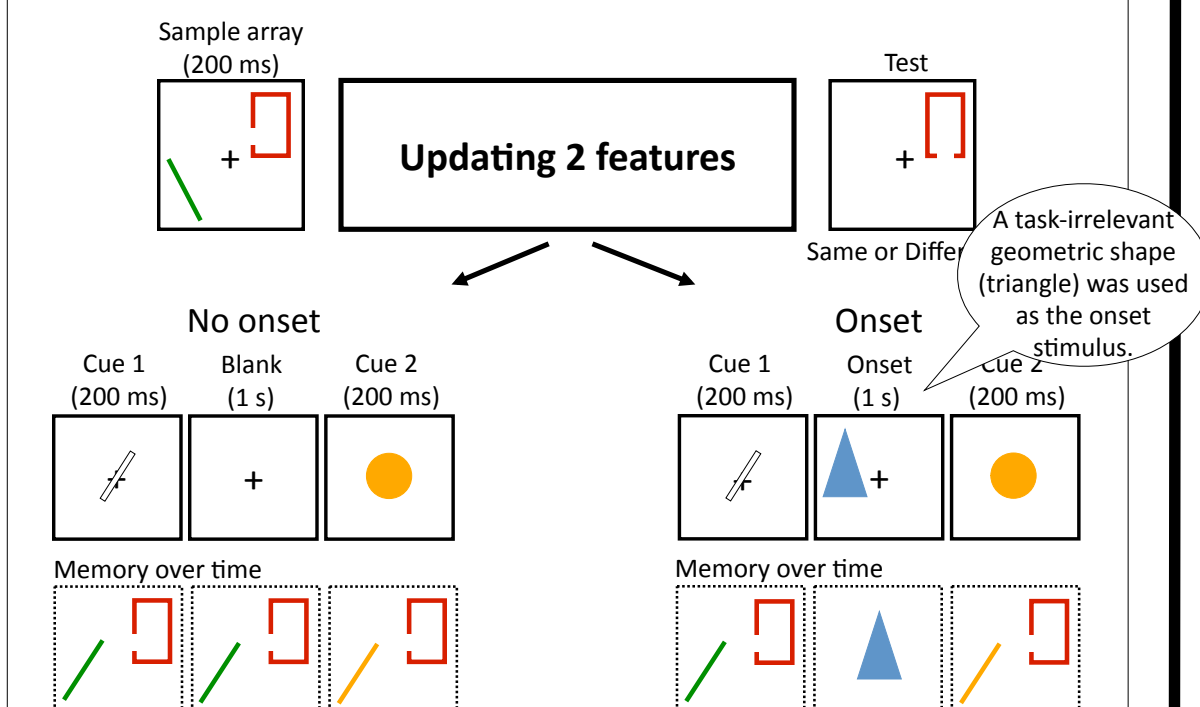 Sample array
(200 ms)
Updating 2 features
Test
Same or Differ
A task-irrelevant
geometric shape
(triangle) was used
as the onset
stimulus.
No onset
Cue 1
(200 ms)
Blank
(1 s)
Cue 2
(200 ms)
Onset
Cue 1
(200 ms)
Onset
(1 s)
Cue 2
(200 ms)
Memory over time
Memory over time